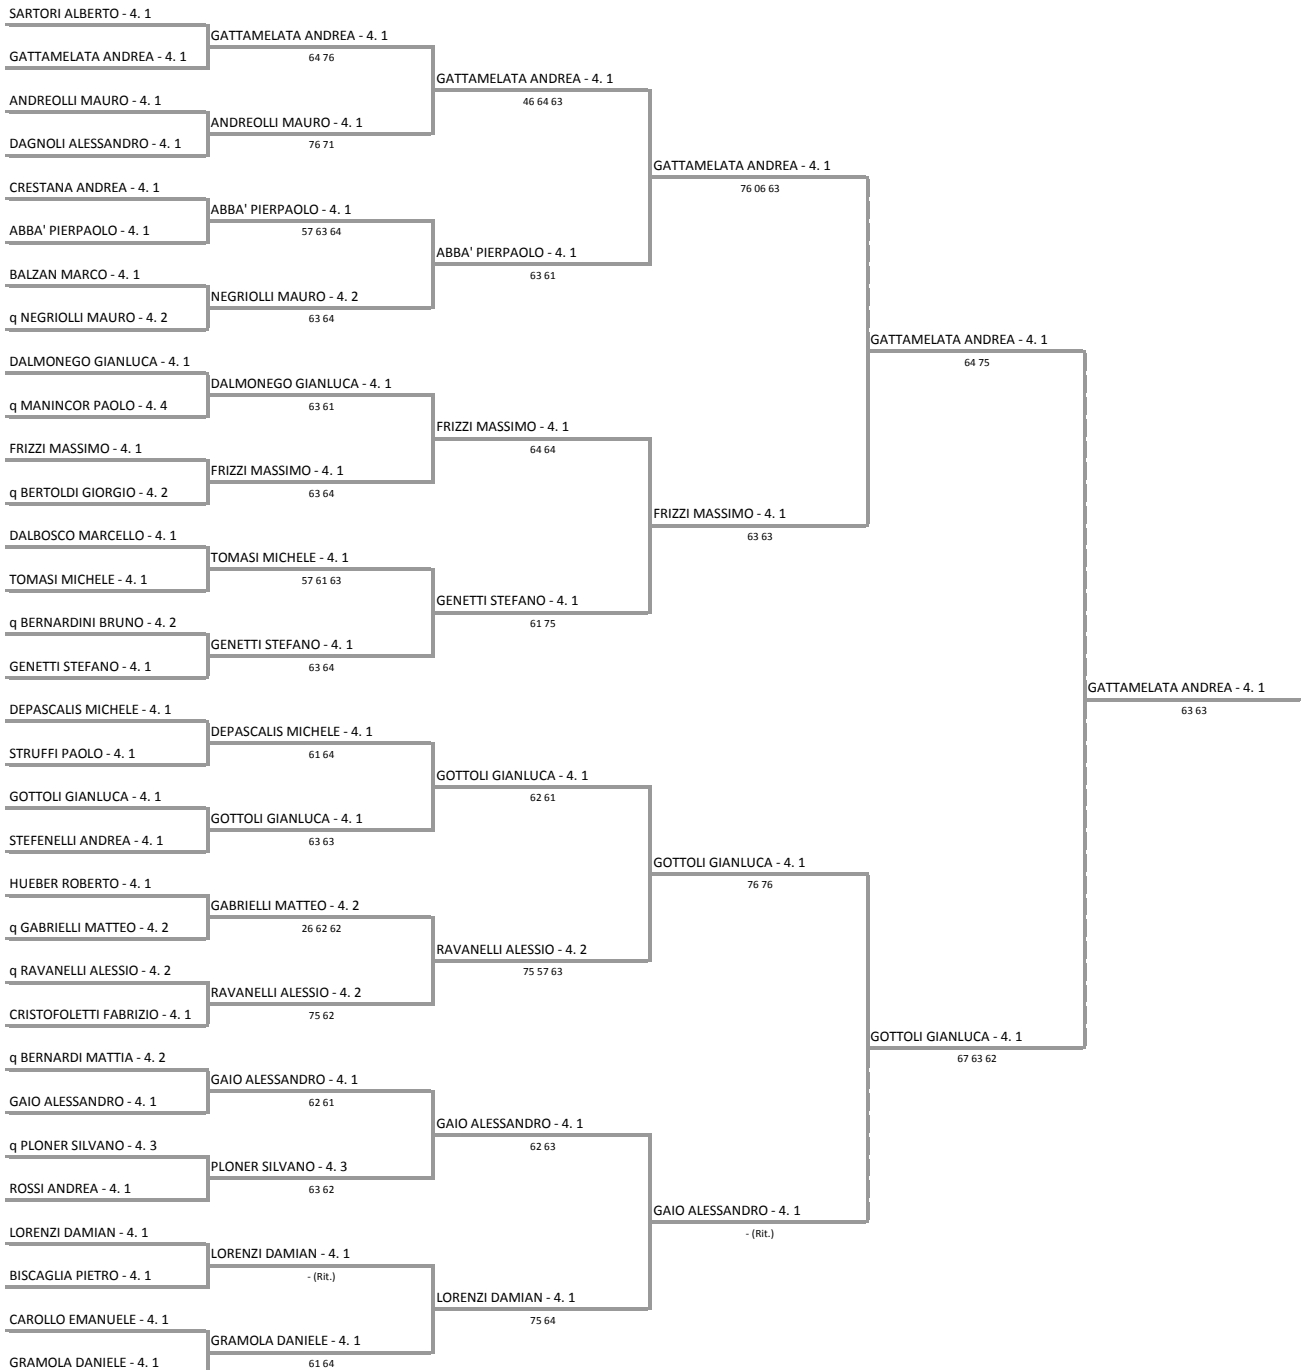 SARTORI ALBERTO - 4. 1
GATTAMELATA ANDREA - 4. 1
64 76
GATTAMELATA ANDREA - 4. 1
GATTAMELATA ANDREA - 4. 1
46 64 63
ANDREOLLI MAURO - 4. 1
ANDREOLLI MAURO - 4. 1
76 71
DAGNOLI ALESSANDRO - 4. 1
GATTAMELATA ANDREA - 4. 1
76 06 63
CRESTANA ANDREA - 4. 1
ABBA' PIERPAOLO - 4. 1
57 63 64
ABBA' PIERPAOLO - 4. 1
ABBA' PIERPAOLO - 4. 1
63 61
BALZAN MARCO - 4. 1
NEGRIOLLI MAURO - 4. 2
63 64
q NEGRIOLLI MAURO - 4. 2
GATTAMELATA ANDREA - 4. 1
64 75
DALMONEGO GIANLUCA - 4. 1
DALMONEGO GIANLUCA - 4. 1
63 61
q MANINCOR PAOLO - 4. 4
FRIZZI MASSIMO - 4. 1
64 64
FRIZZI MASSIMO - 4. 1
FRIZZI MASSIMO - 4. 1
63 64
q BERTOLDI GIORGIO - 4. 2
FRIZZI MASSIMO - 4. 1
63 63
DALBOSCO MARCELLO - 4. 1
TOMASI MICHELE - 4. 1
57 61 63
TOMASI MICHELE - 4. 1
GENETTI STEFANO - 4. 1
61 75
q BERNARDINI BRUNO - 4. 2
GENETTI STEFANO - 4. 1
63 64
GENETTI STEFANO - 4. 1
GATTAMELATA ANDREA - 4. 1
63 63
DEPASCALIS MICHELE - 4. 1
DEPASCALIS MICHELE - 4. 1
61 64
STRUFFI PAOLO - 4. 1
GOTTOLI GIANLUCA - 4. 1
62 61
GOTTOLI GIANLUCA - 4. 1
GOTTOLI GIANLUCA - 4. 1
63 63
STEFENELLI ANDREA - 4. 1
GOTTOLI GIANLUCA - 4. 1
76 76
HUEBER ROBERTO - 4. 1
GABRIELLI MATTEO - 4. 2
26 62 62
q GABRIELLI MATTEO - 4. 2
RAVANELLI ALESSIO - 4. 2
75 57 63
q RAVANELLI ALESSIO - 4. 2
RAVANELLI ALESSIO - 4. 2
75 62
CRISTOFOLETTI FABRIZIO - 4. 1
GOTTOLI GIANLUCA - 4. 1
67 63 62
q BERNARDI MATTIA - 4. 2
GAIO ALESSANDRO - 4. 1
62 61
GAIO ALESSANDRO - 4. 1
GAIO ALESSANDRO - 4. 1
62 63
q PLONER SILVANO - 4. 3
PLONER SILVANO - 4. 3
63 62
ROSSI ANDREA - 4. 1
GAIO ALESSANDRO - 4. 1
- (Rit.)
LORENZI DAMIAN - 4. 1
LORENZI DAMIAN - 4. 1
- (Rit.)
BISCAGLIA PIETRO - 4. 1
LORENZI DAMIAN - 4. 1
75 64
CAROLLO EMANUELE - 4. 1
GRAMOLA DANIELE - 4. 1
61 64
GRAMOLA DANIELE - 4. 1